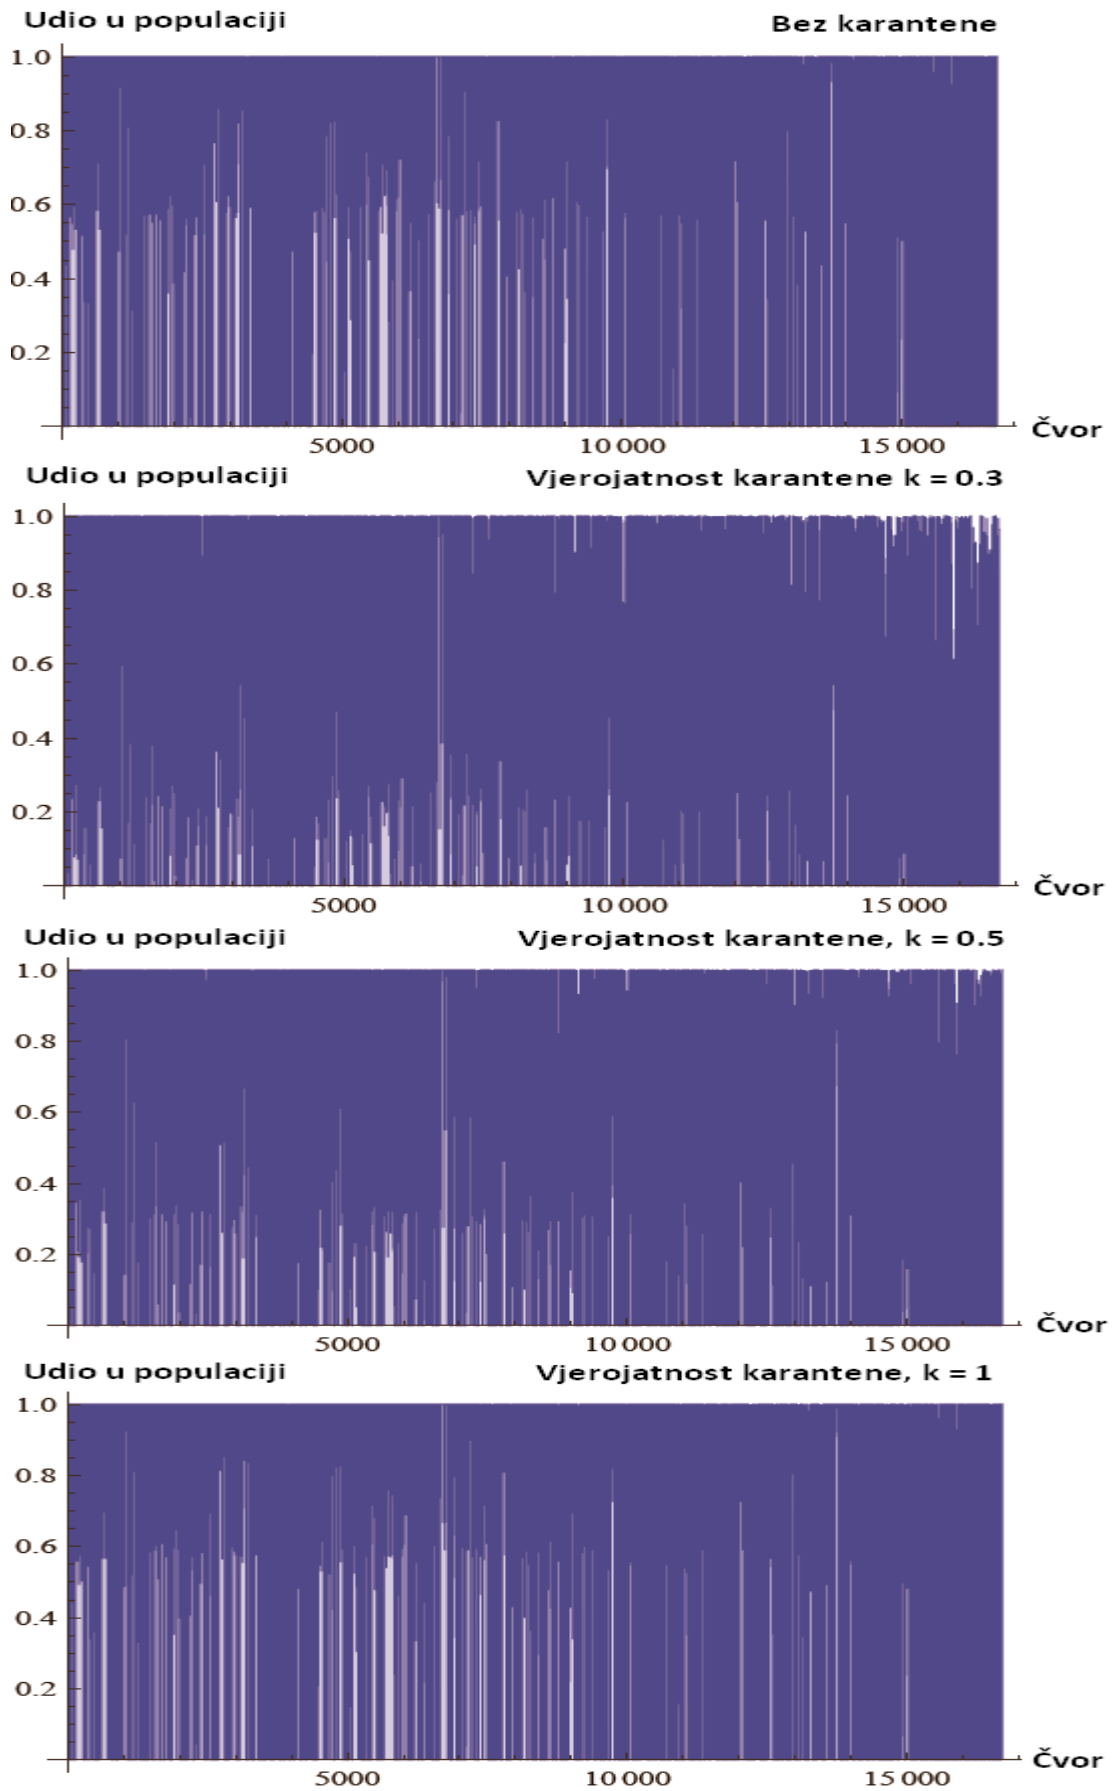 Udio u populaciji Bez karantene
1.0
0.8
0.6
0.4
0.2
5000 10 000 15 000 Čvor
Udio u populaciji Vjerojatnost karantene k = 0.3
1.0
0.8
0.6
0.4
0.2
5000 10 000 15 000 Čvor
Udio u populaciji Vjerojatnost karantene, k = 0.5
1.0
0.8
0.6
0.4
0.2
5000 10 000 15 000 Čvor
Udio u populaciji Vjerojatnost karantene, k = 1
1.0
0.8
0.6
0.4
0.2
5000 10 000 15 000 Čvor